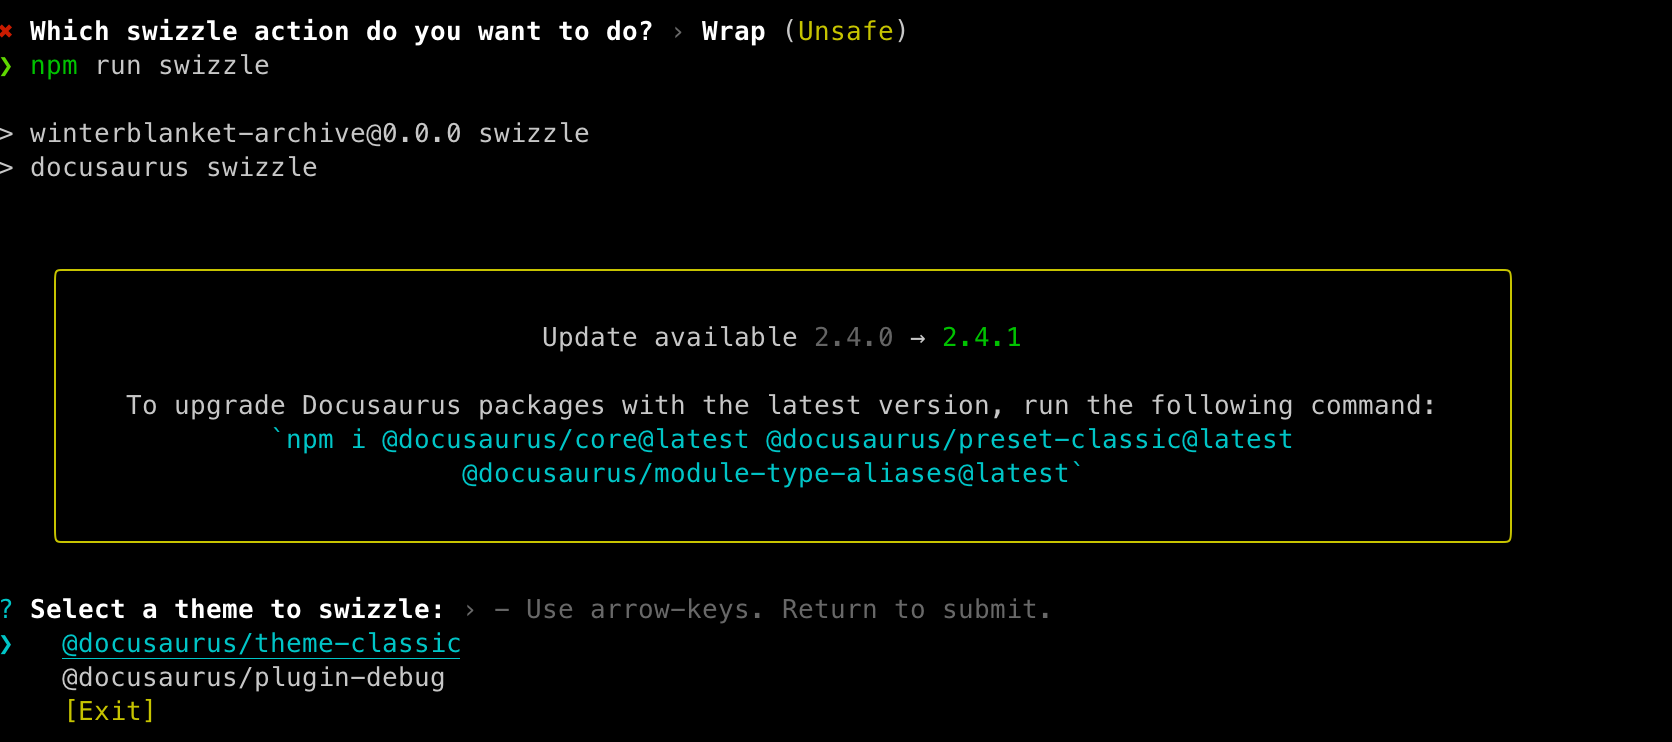 ✖ Which swizzle action do you want to do? › Wrap (Unsafe)
❯ npm run swizzle
> winterblanket-archive@0.0.0 swizzle
> docusaurus swizzle
Update available 2.4.0 → 2.4.1
To upgrade Docusaurus packages with the latest version, run the following command:
`npm i @docusaurus/core@latest @docusaurus/preset-classic@latest
@docusaurus/module-type-aliases@latest`
? Select a theme to swizzle: › - Use arrow-keys. Return to submit.
❯ @docusaurus/theme-classic
@docusaurus/plugin-debug
[Exit]